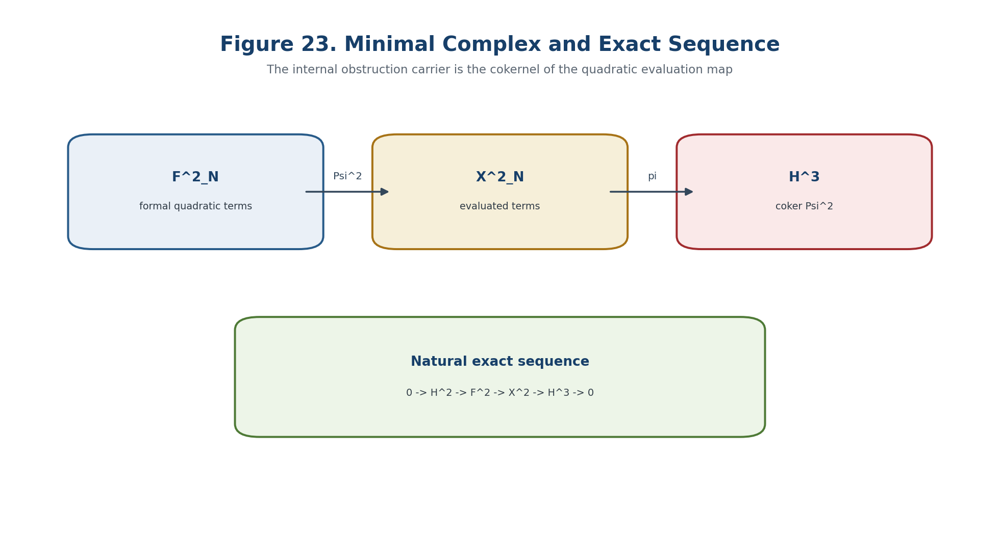 Figure 23. Minimal Complex and Exact Sequence
The internal obstruction carrier is the cokernel of the quadratic evaluation map
F^2_N
formal quadratic terms
Psi^2
X^2_N
evaluated terms
pi
H^3
coker Psi^2
Natural exact sequence
0 -> H^2 -> F^2 -> X^2 -> H^3 -> 0